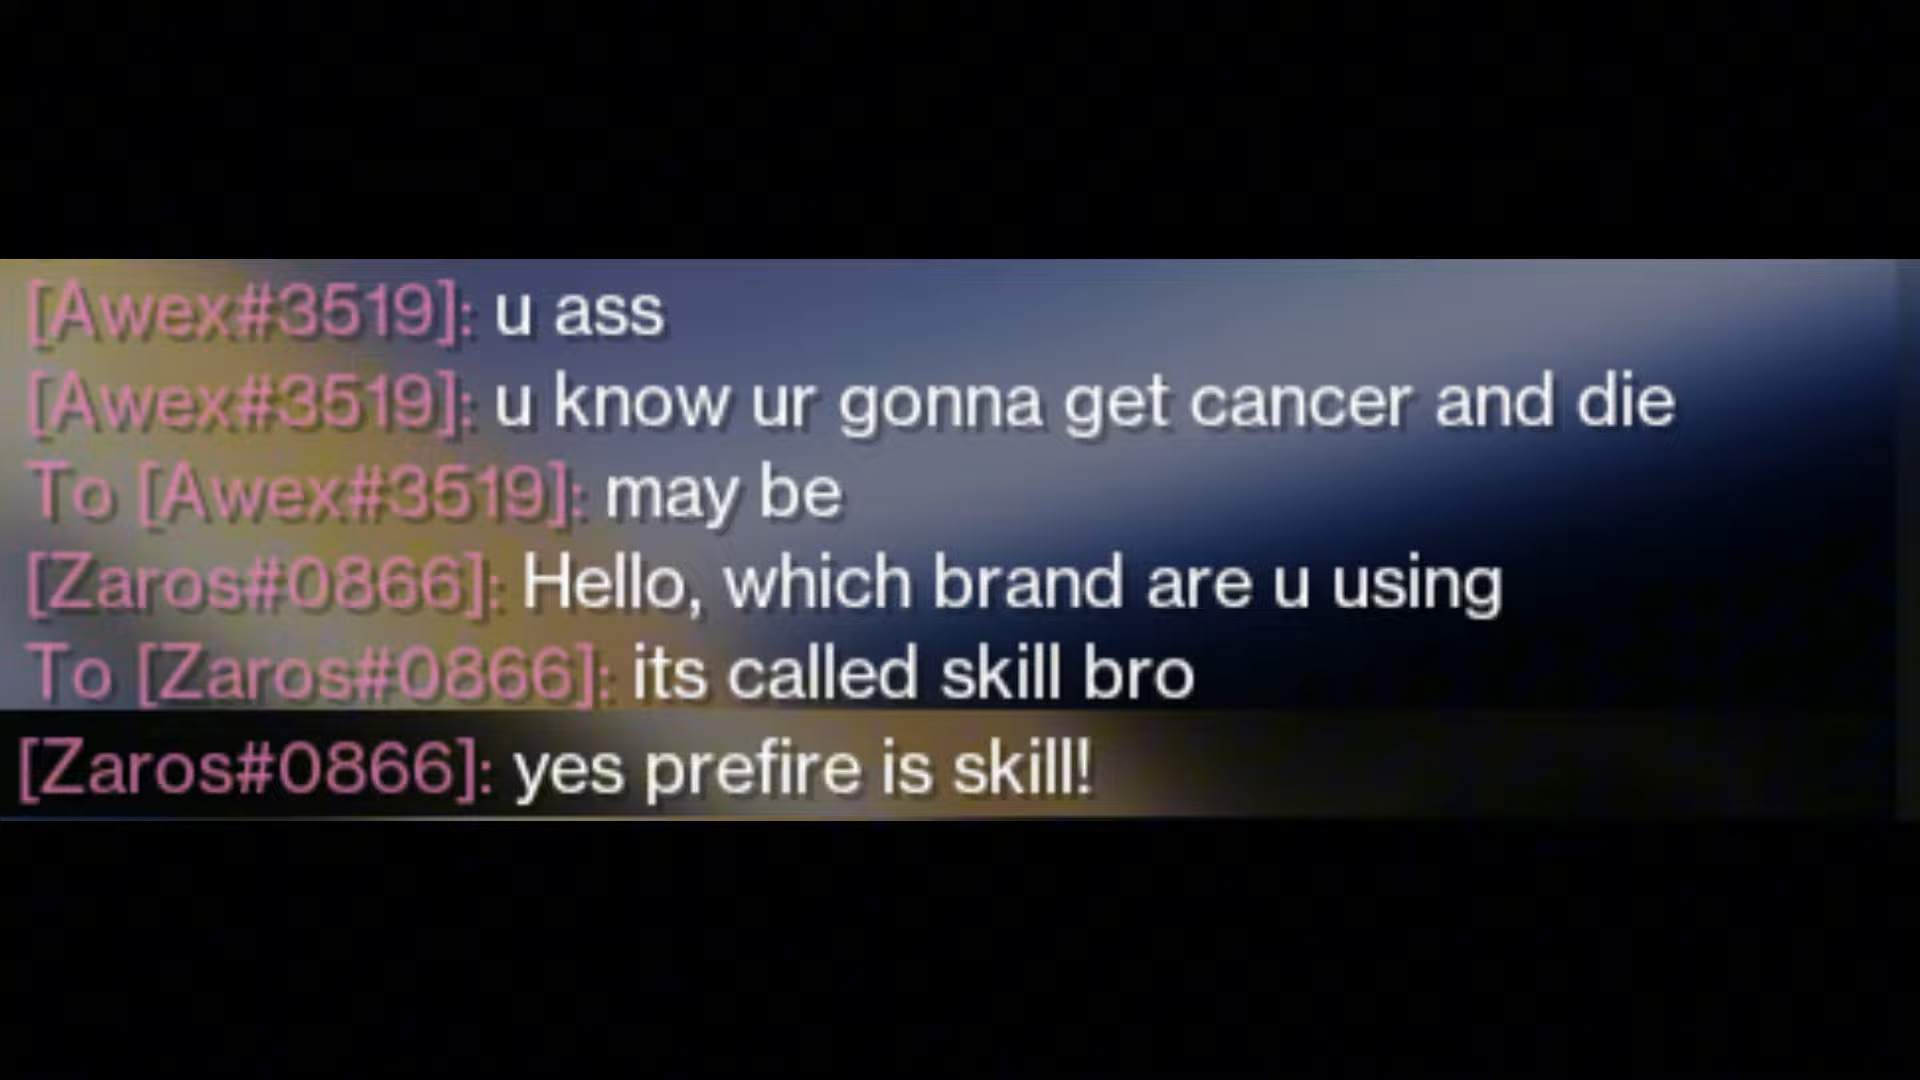 [Awex#3519]: u ass
[Awex#3519]: u know ur gonna get cancer and die
To [Awex#3519]: may be
[Zaros#0866]: Hello, which brand are u using
To [Zaros#0866]: its called skill bro
[Zaros#0866]: yes prefire is skill!